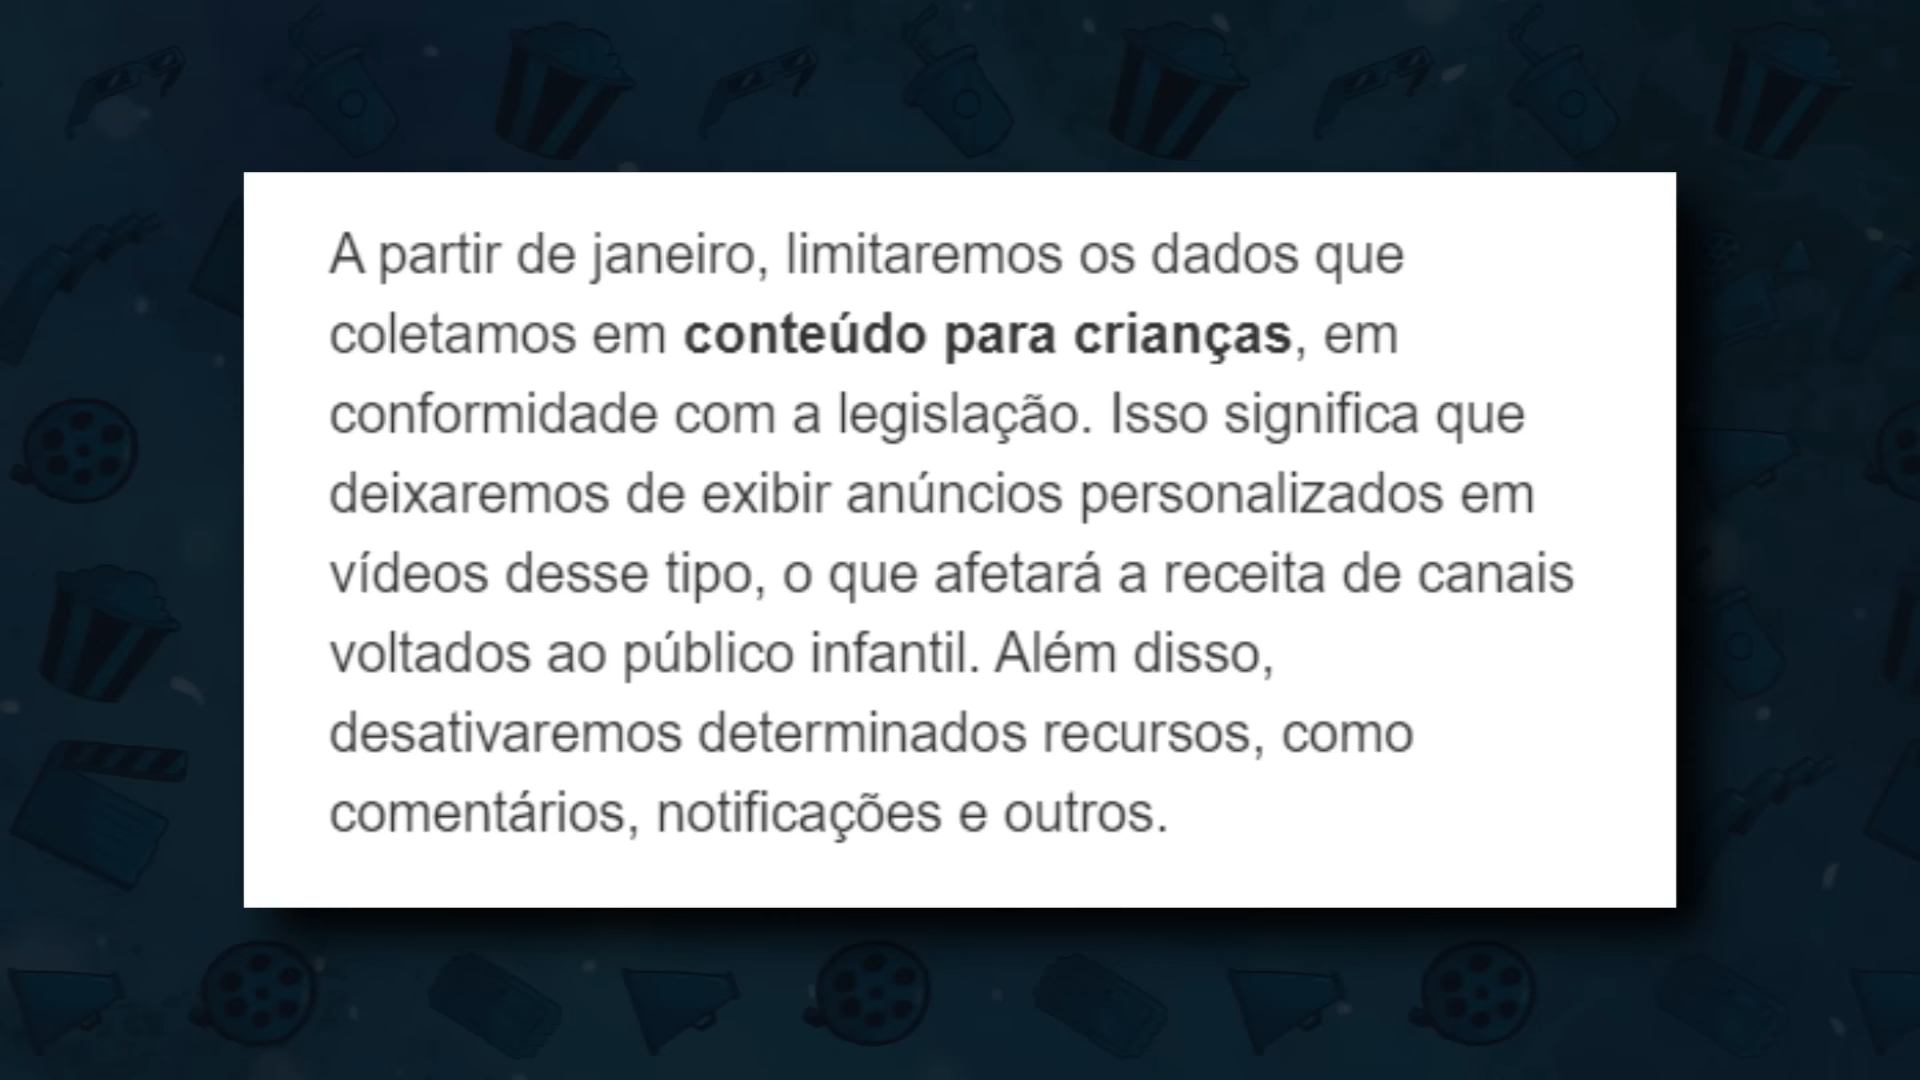 A partir de janeiro, limitaremos os dados que
coletamos em conteúdo para crianças, em
conformidade com a legislação. Isso significa que
deixaremos de exibir anúncios personalizados em
vídeos desse tipo, o que afetará a receita de canais
voltados ao público infantil. Além disso,
desativaremos determinados recursos, como
comentários, notificações e outros.